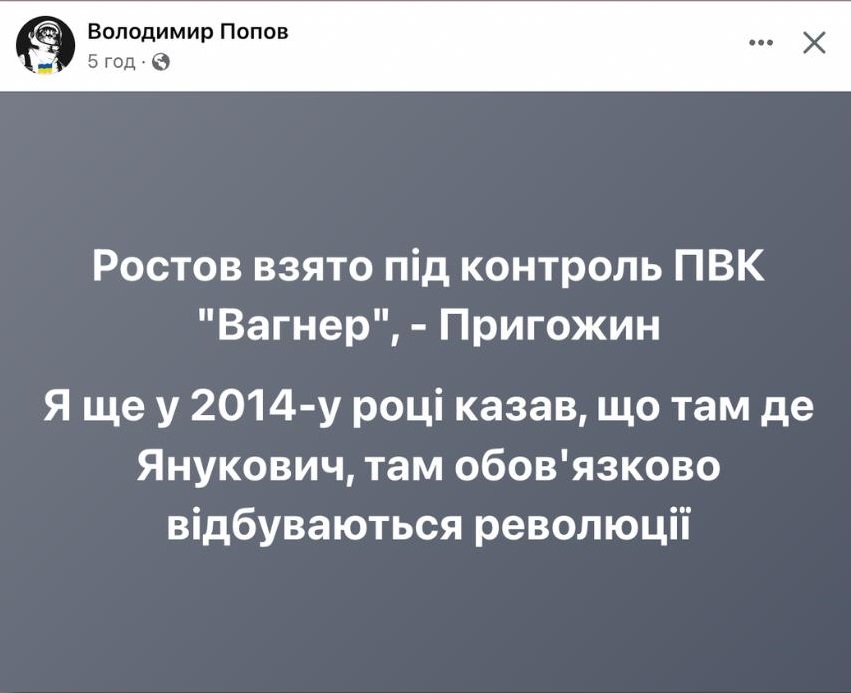 Володимир Попов
5 год ·
Ростов взято під контроль ПВК
"Вагнер", - Пригожин
Я ще у 2014-у році казав, що там де
Янукович, там обов'язково
відбуваються революції